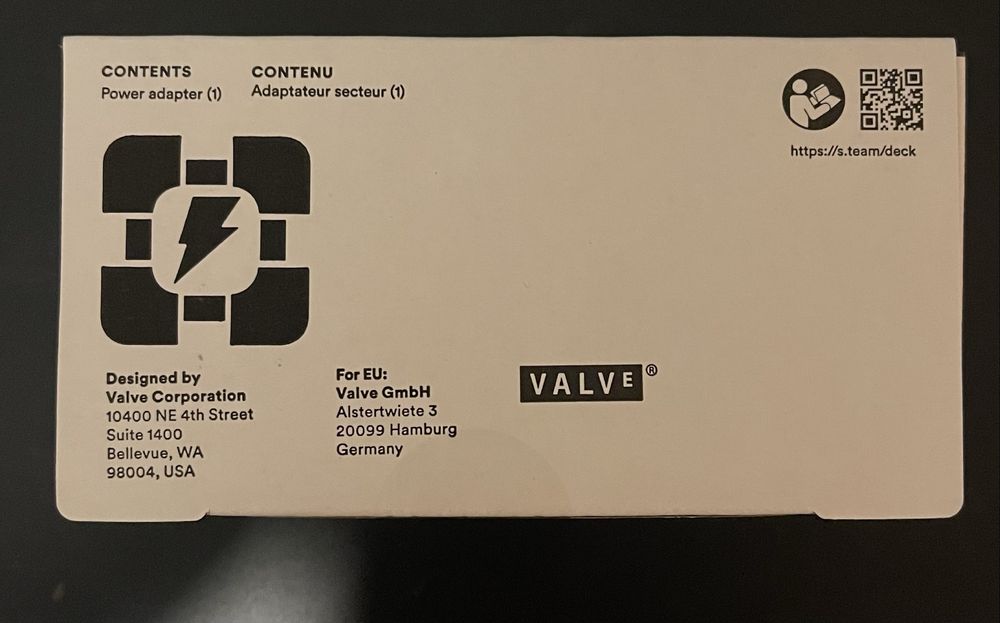 CONTENTS
Power adapter (1)
CONTENU
Adaptateur secteur (1)
https://s.team/deck
Designed by
Valve Corporation
10400 NE 4th Street
Suite 1400
Bellevue, WA
98004, USA
For EU:
Valve GmbH
Alstertwiete 3
20099 Hamburg
Germany
VALVE®